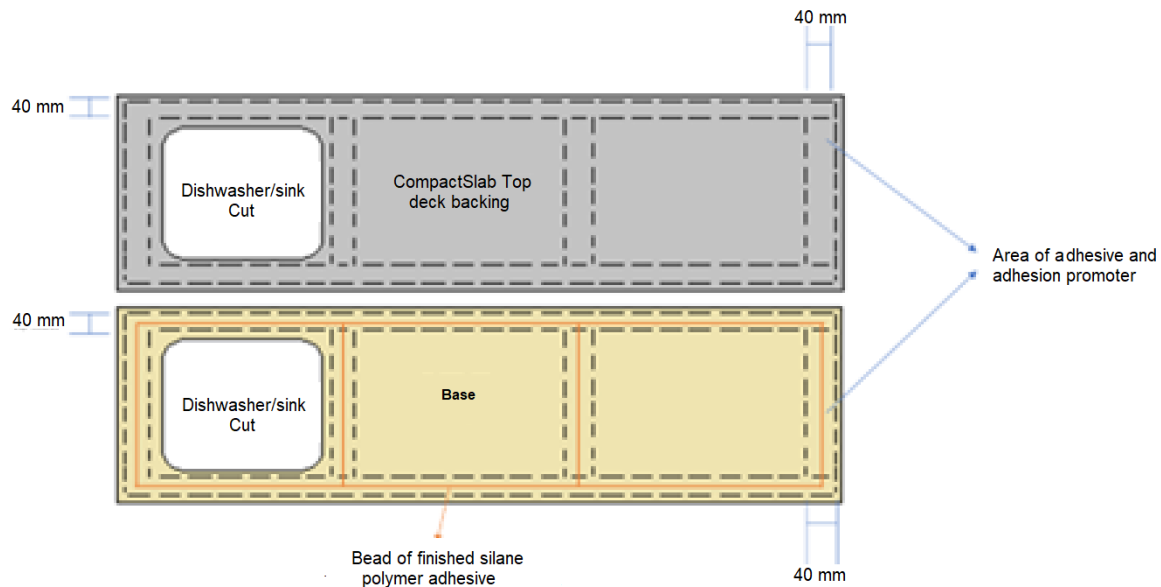 40 mm
40 mm
Dishwasher/sink
Cut
CompactSlab Top
deck backing
Area of adhesive and
adhesion promoter
40 mm
Dishwasher/sink
Cut
Base
Bead of finished silane
polymer adhesive
40 mm